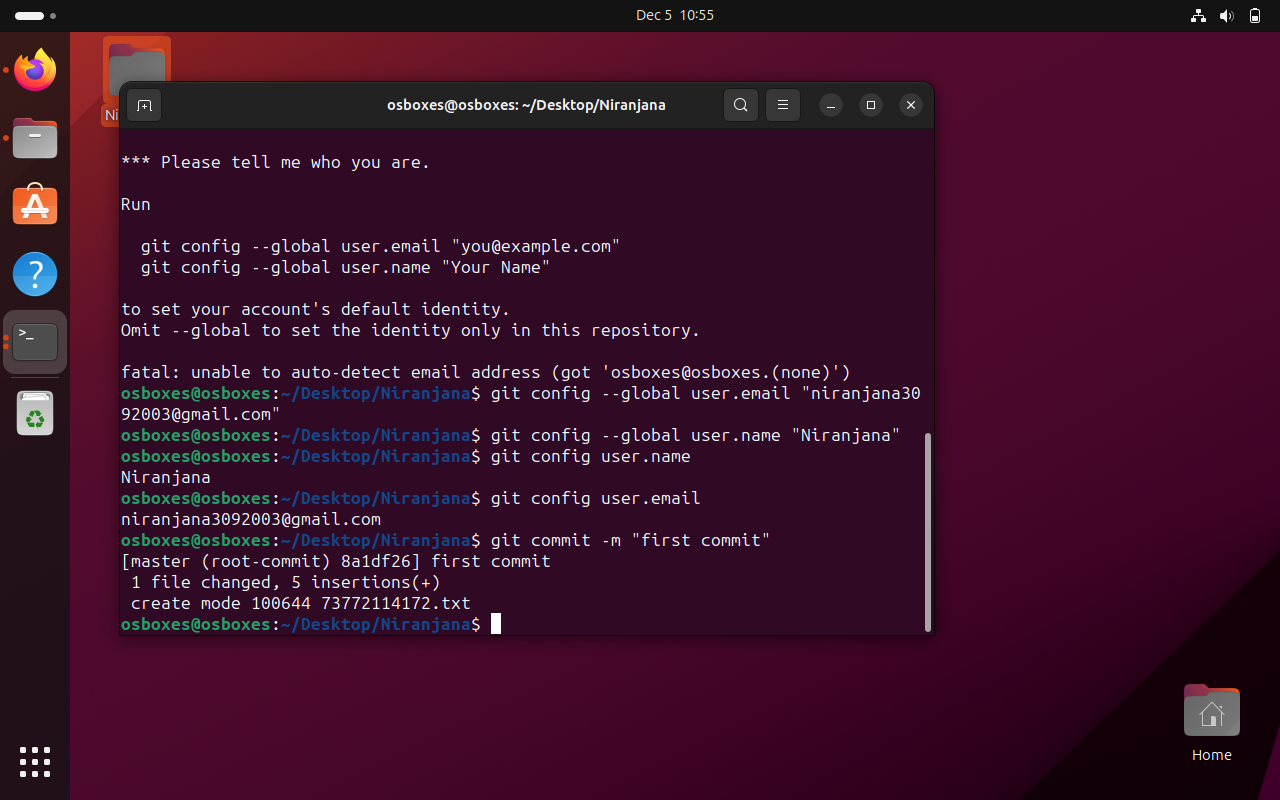 Dec 5 10:55
Ni
osboxes@osboxes: ~/Desktop/Niranjana
*** Please tell me who you are.
Run
git config --global user.email "you@example.com"
git config --global user.name "Your Name"
to set your account's default identity.
Omit --global to set the identity only in this repository.
fatal: unable to auto-detect email address (got 'osboxes@osboxes.(none)')
osboxes@osboxes:~/Desktop/Niranjana$ git config --global user.email "niranjana30
92003@gmail.com"
osboxes@osboxes:~/Desktop/Niranjana$ git config --global user.name "Niranjana"
osboxes@osboxes:~/Desktop/Niranjana$ git config user.name
Niranjana
osboxes@osboxes:~/Desktop/Niranjana$ git config user.email
niranjana3092003@gmail.com
osboxes@osboxes:~/Desktop/Niranjana$ git commit -m "first commit"
[master (root-commit) 8a1df26] first commit
1 file changed, 5 insertions(+)
create mode 100644 73772114172.txt
osboxes@osboxes:~/Desktop/Niranjana$
Home